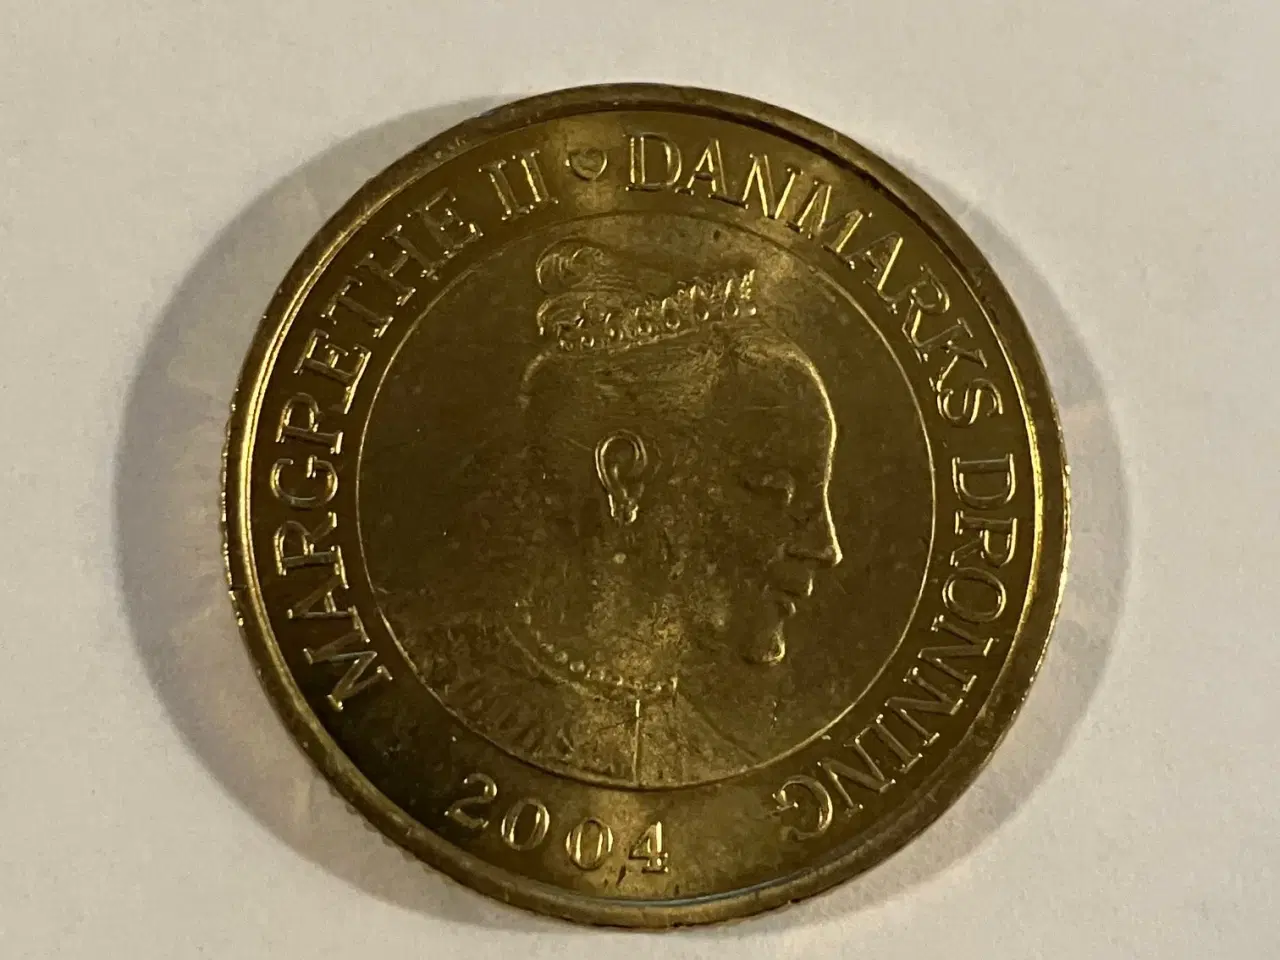 MARGRETHE II ♥ DANMARKS DRONNING
2004